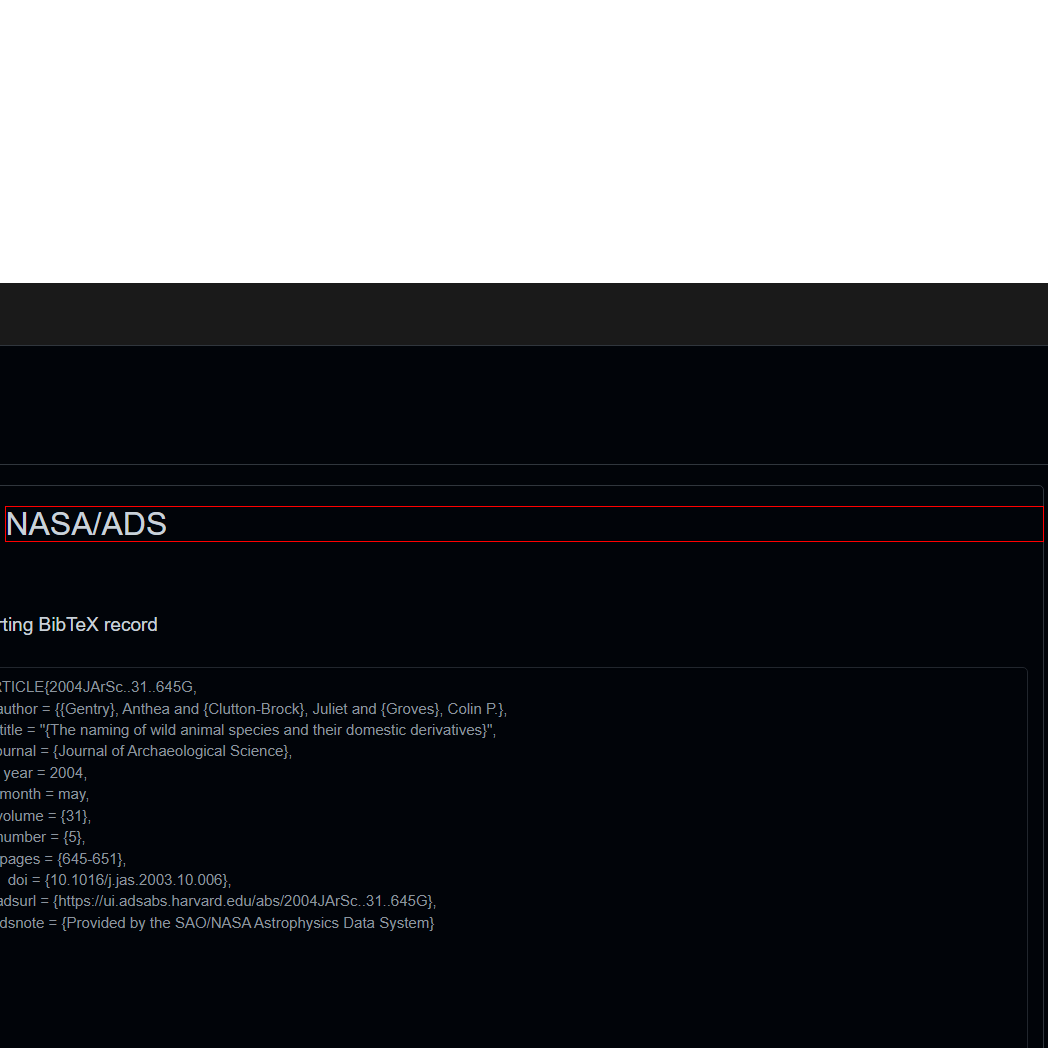 NASA/ADS
rting BibTeX record
RTICLE{2004JArSc..31..645G,
author = {{Gentry}, Anthea and {Clutton-Brock}, Juliet and {Groves}, Colin P.},
title = "{The naming of wild animal species and their domestic derivatives}",
ournal = {Journal of Archaeological Science},
year = 2004,
month = may,
volume = {31},
number = {5},
pages = {645-651},
doi = {10.1016/j.jas.2003.10.006},
adsurl = {https://ui.adsabs.harvard.edu/abs/2004JArSc..31..645G},
dsnote = {Provided by the SAO/NASA Astrophysics Data System}